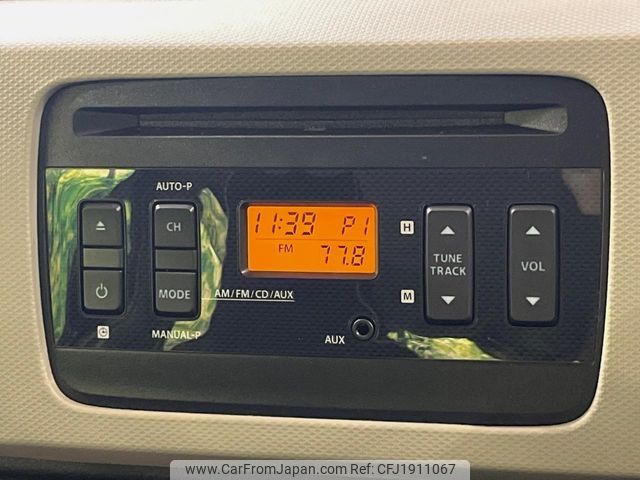 AUTO-P
CH
MODE
MANUAL-P
11:39 P1
FM
77.8
AM/FM/CD/AUX
H
M
AUX
TUNE
TRACK
VOL
www.CarFromJapan.com | Ref ID: CFJ1911067